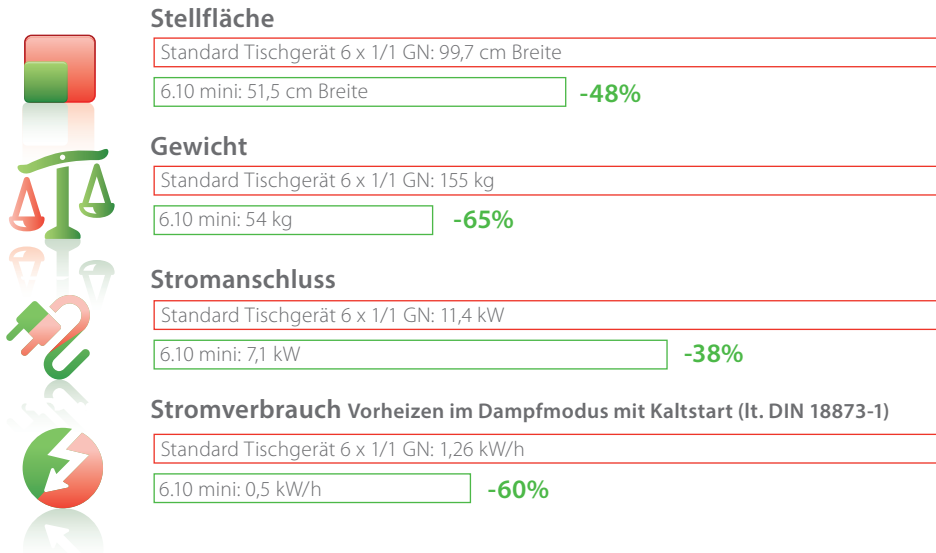 Stellfläche
Standard Tischgerät 6 x 1/1 GN: 99,7 cm Breite
6.10 mini: 51,5 cm Breite -48%
Gewicht
Standard Tischgerät 6 x 1/1 GN: 155 kg
6.10 mini: 54 kg -65%
Stromanschluss
Standard Tischgerät 6 x 1/1 GN: 11,4 kW
6.10 mini: 7,1 kW -38%
Stromverbrauch Vorheizen im Dampfmodus mit Kaltstart (lt. DIN 18873-1)
Standard Tischgerät 6 x 1/1 GN: 1,26 kW/h
6.10 mini: 0,5 kW/h -60%